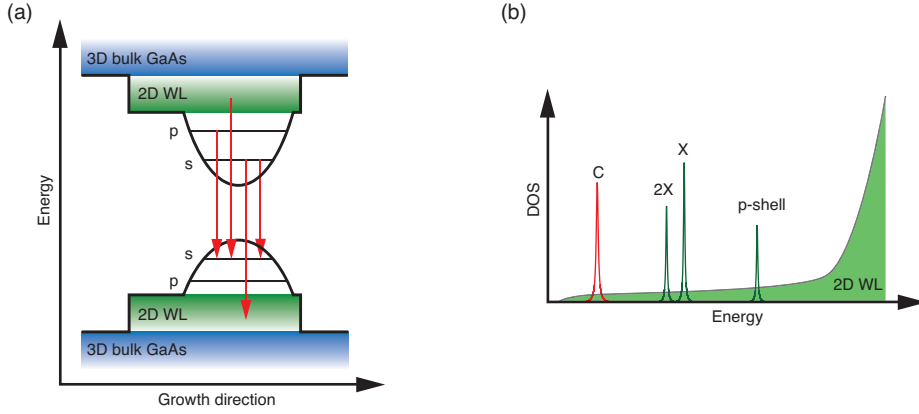 (a)
3D bulk GaAs
2D WL
p
s
s
p
2D WL
3D bulk GaAs
Energy
Growth direction
(b)
C
2X
X
p-shell
2D WL
DOS
Energy